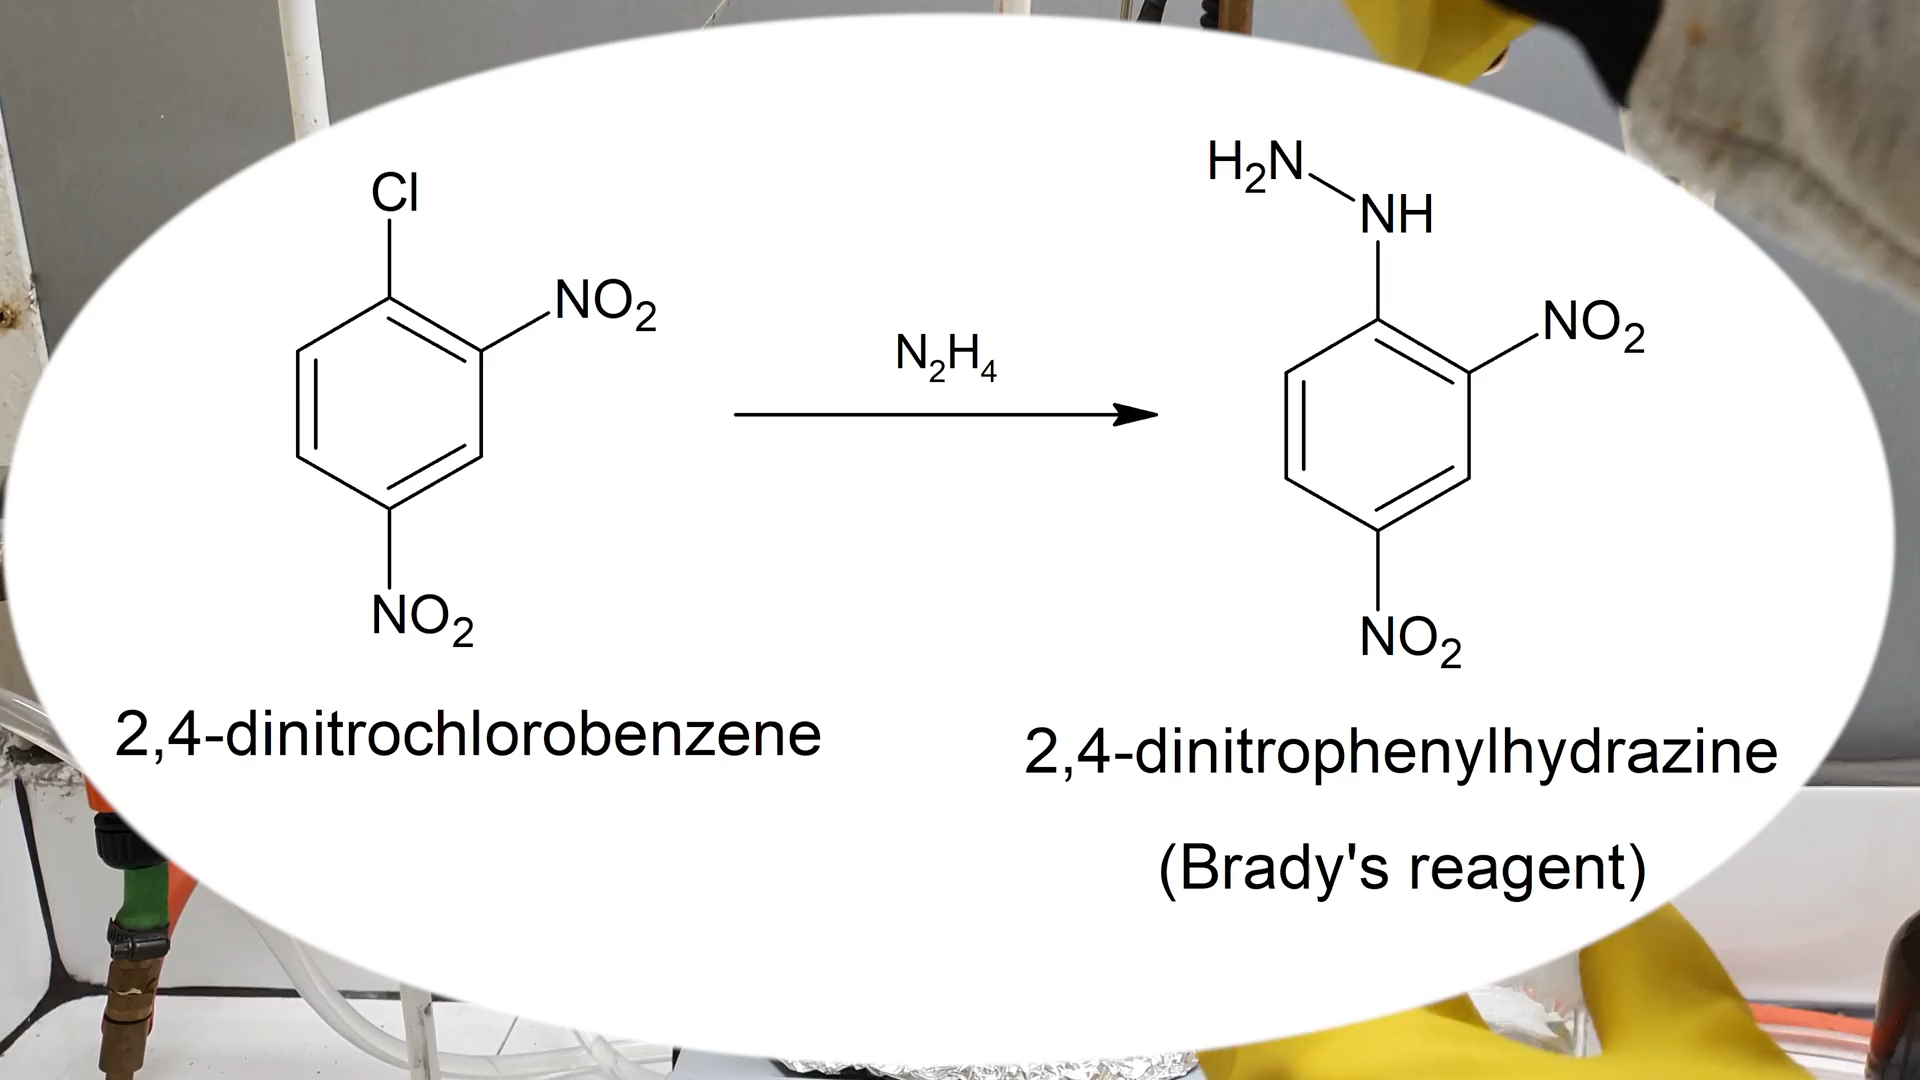 Cl
NO₂
NO₂
2,4-dinitrochlorobenzene
N₂H₄
H₂N
NH
NO₂
NO₂
2,4-dinitrophenylhydrazine
(Brady's reagent)